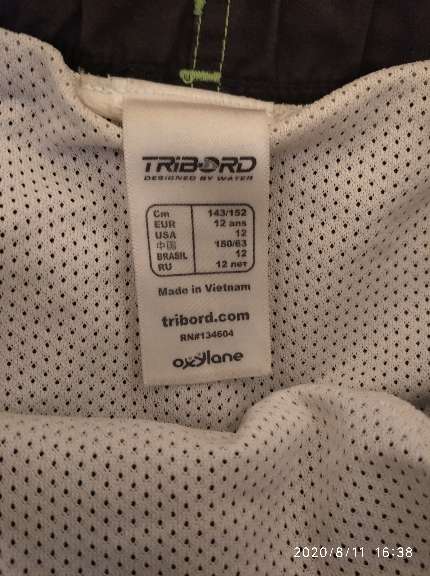 TRIBORD
DESIGNED BY WATER
Cm 143/152
EUR 12 ans
USA 12
中国 150/63
BRASIL 12
RU 12 лет
Made in Vietnam
tribord.com
RN#134604
oxylane
2020/8/11 16:38